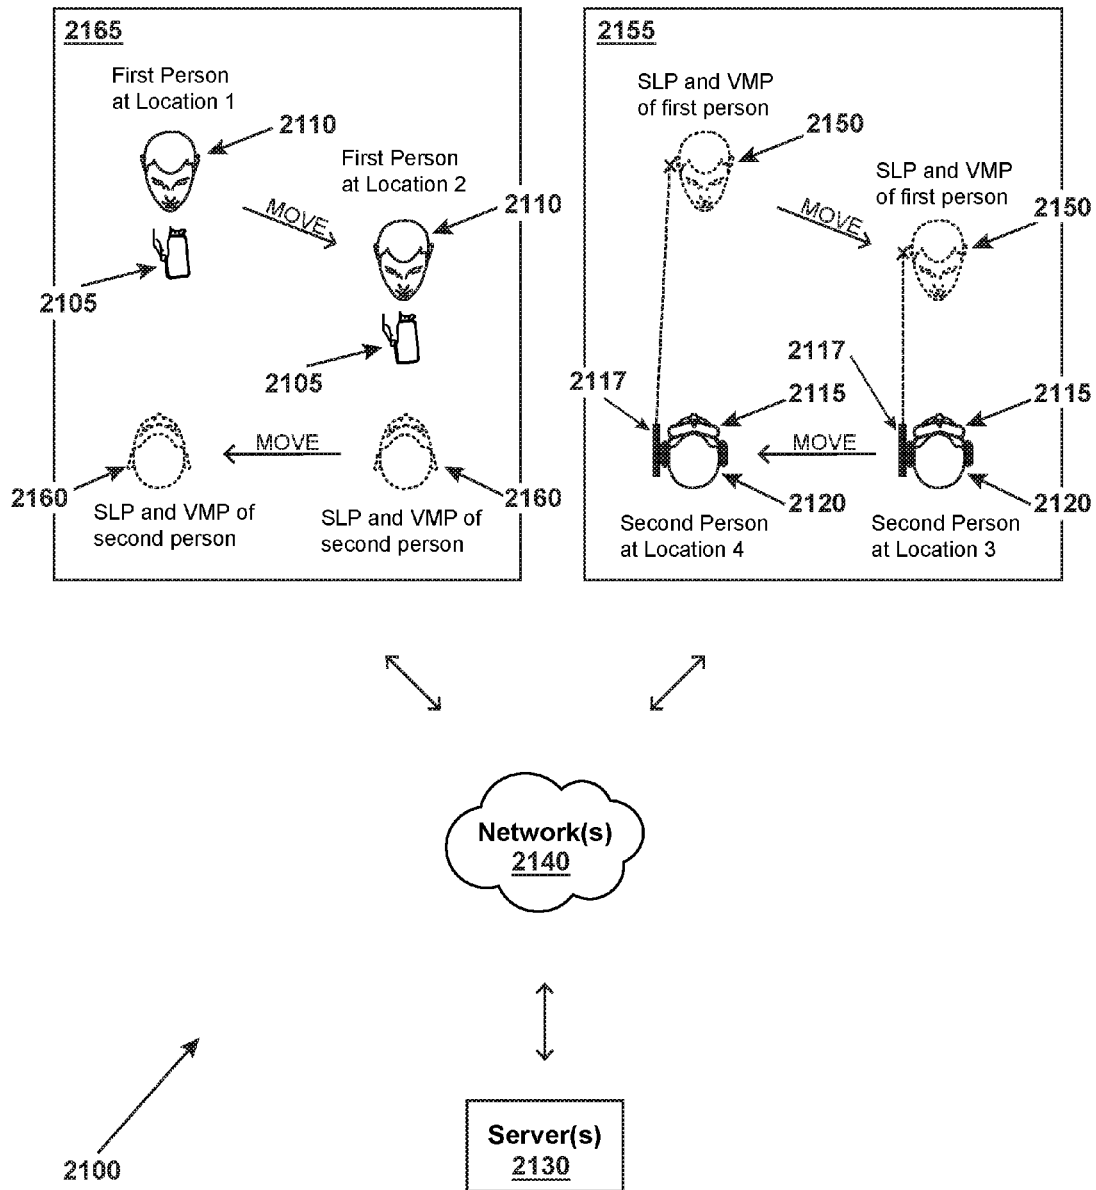 2165
First Person
at Location 1
2110
First Person
at Location 2
2110
MOVE
2105
2105
MOVE
2160
2160
SLP and VMP of
second person
SLP and VMP of
second person
2155
SLP and VMP
of first person
2150
SLP and VMP
of first person
2150
MOVE
2117
2117
2115
2115
MOVE
2120
2120
Second Person
at Location 4
Second Person
at Location 3
Network(s)
2140
Server(s)
2130
2100